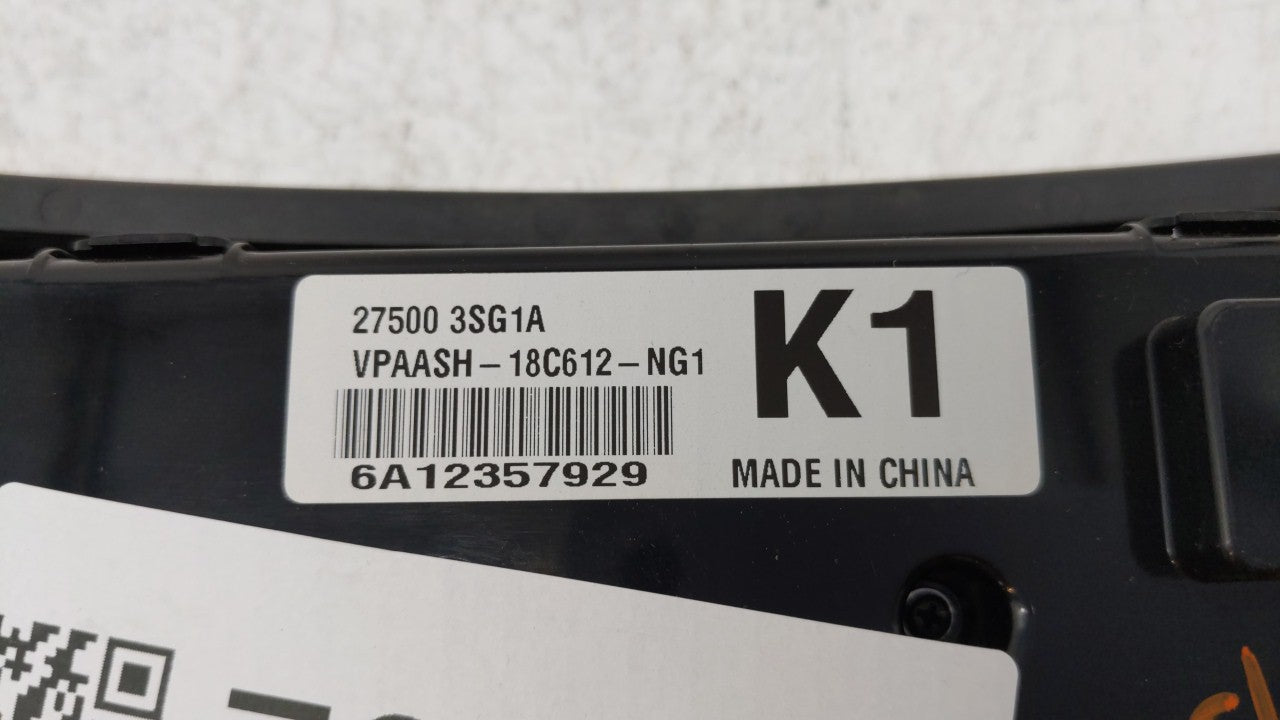 27500 3SG1A
VPAASH-18C612-NG1
6A12357929
K1
MADE IN CHINA